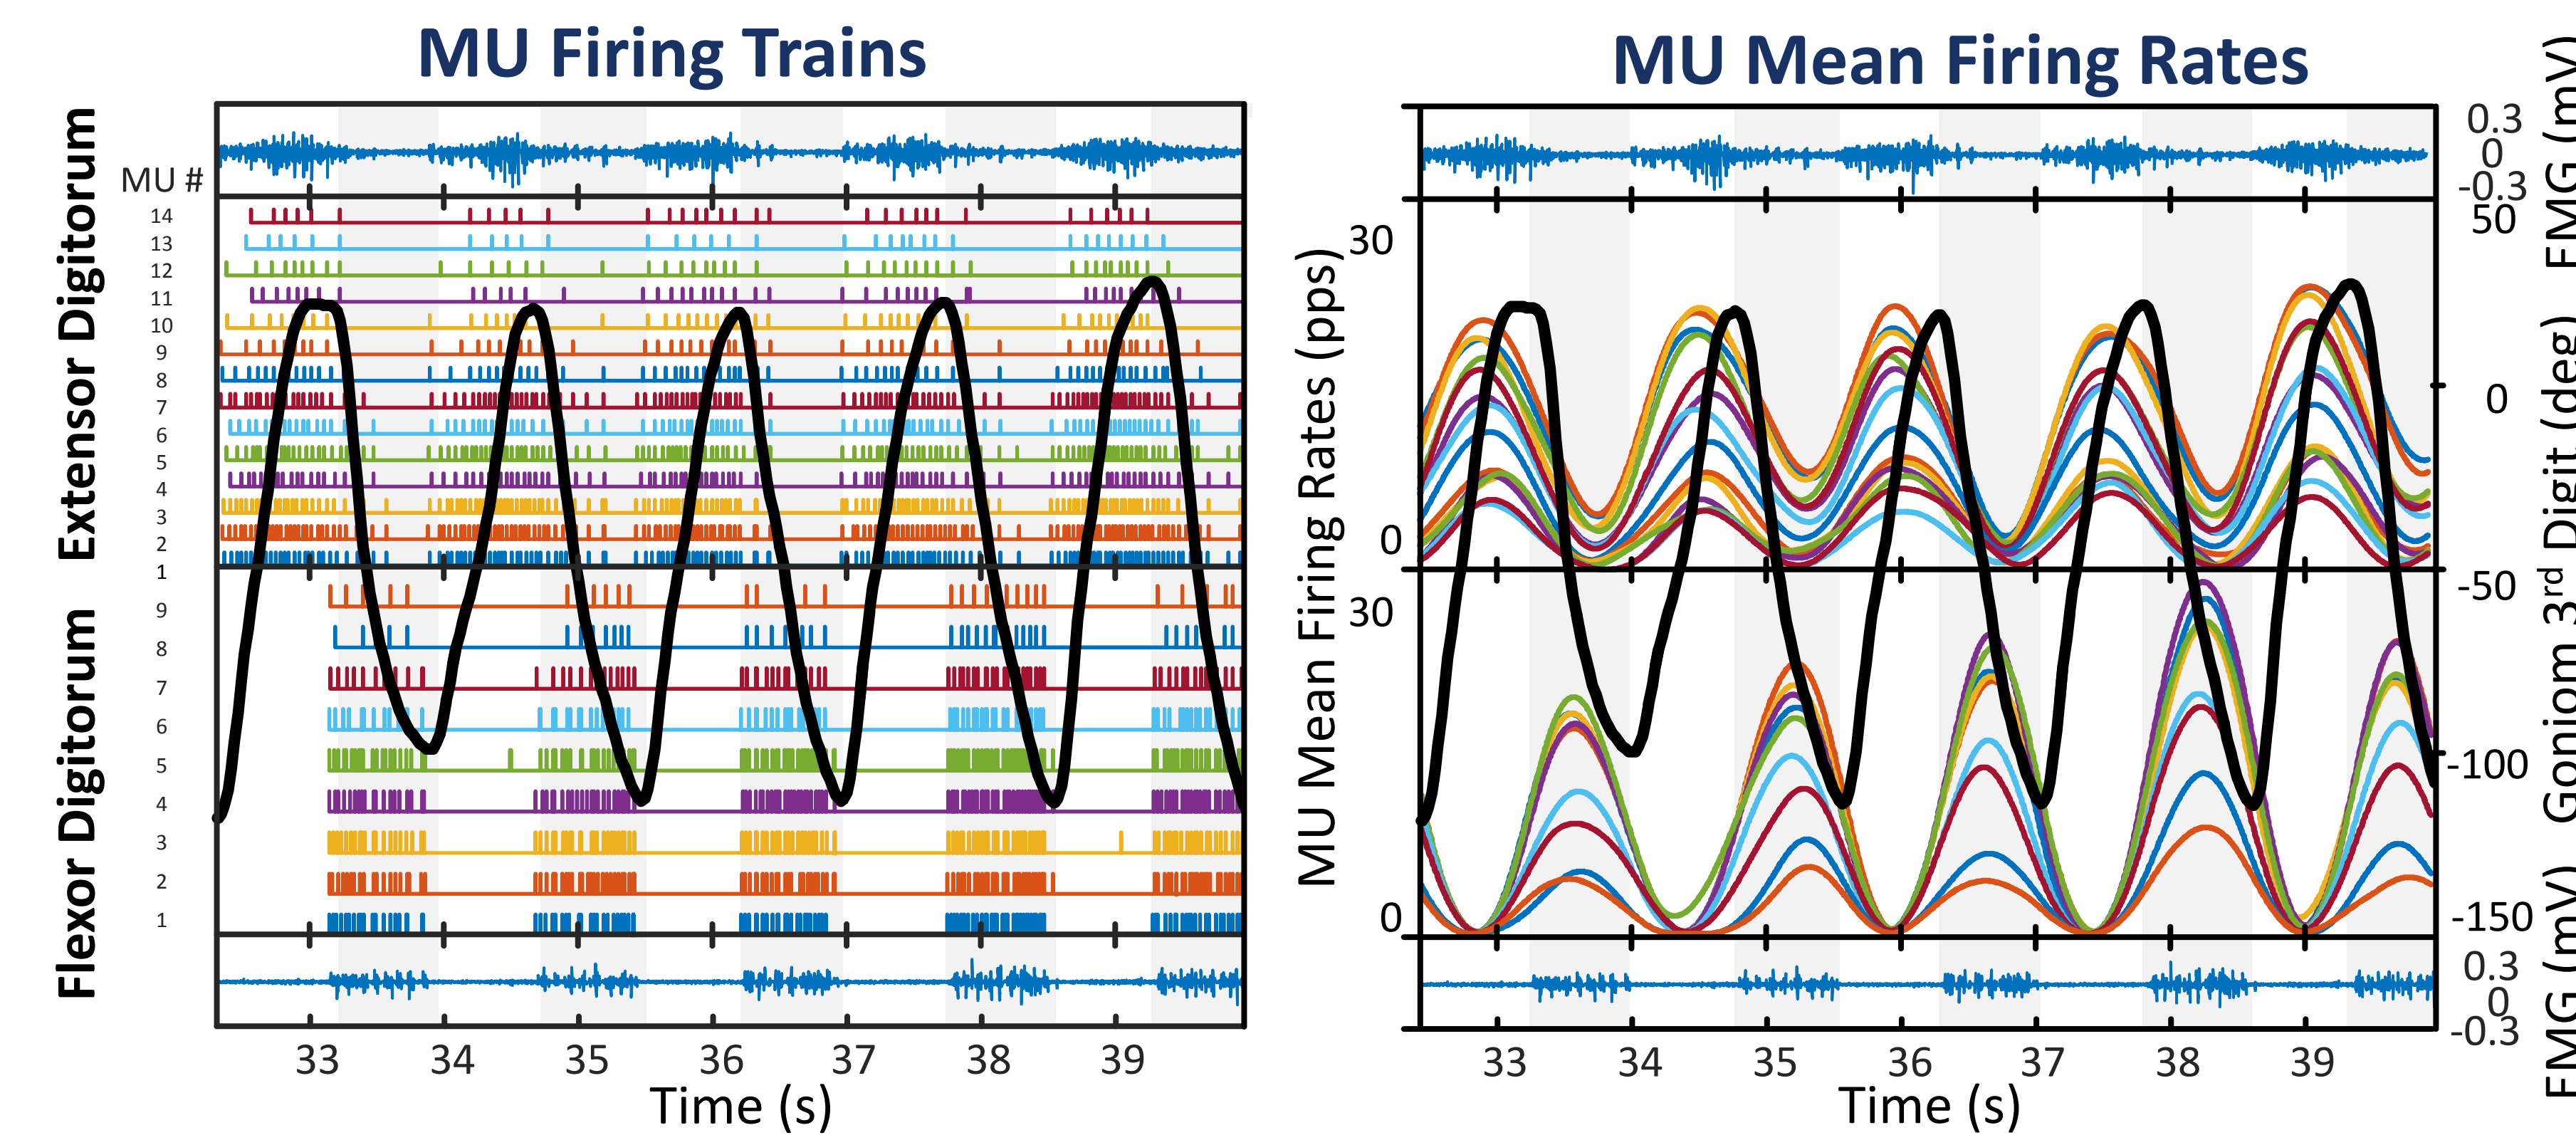 MU Firing Trains
MU Mean Firing Rates
Extensor Digitorum
Flexor Digitorum
MU #
14
13
12
11
10
9
8
7
6
5
4
3
2
1
9
8
7
6
5
4
3
2
1
33 34 35 36 37 38 39
Time (s)
MU Mean Firing Rates (pps)
30
0
30
0
33 34 35 36 37 38 39
Time (s)
0.3
0
-0.3
50
0
-50
-100
-150
0.3
0
-0.3
EMG (mV)
Goniom 3rd Digit (deg)
EMG (mV)